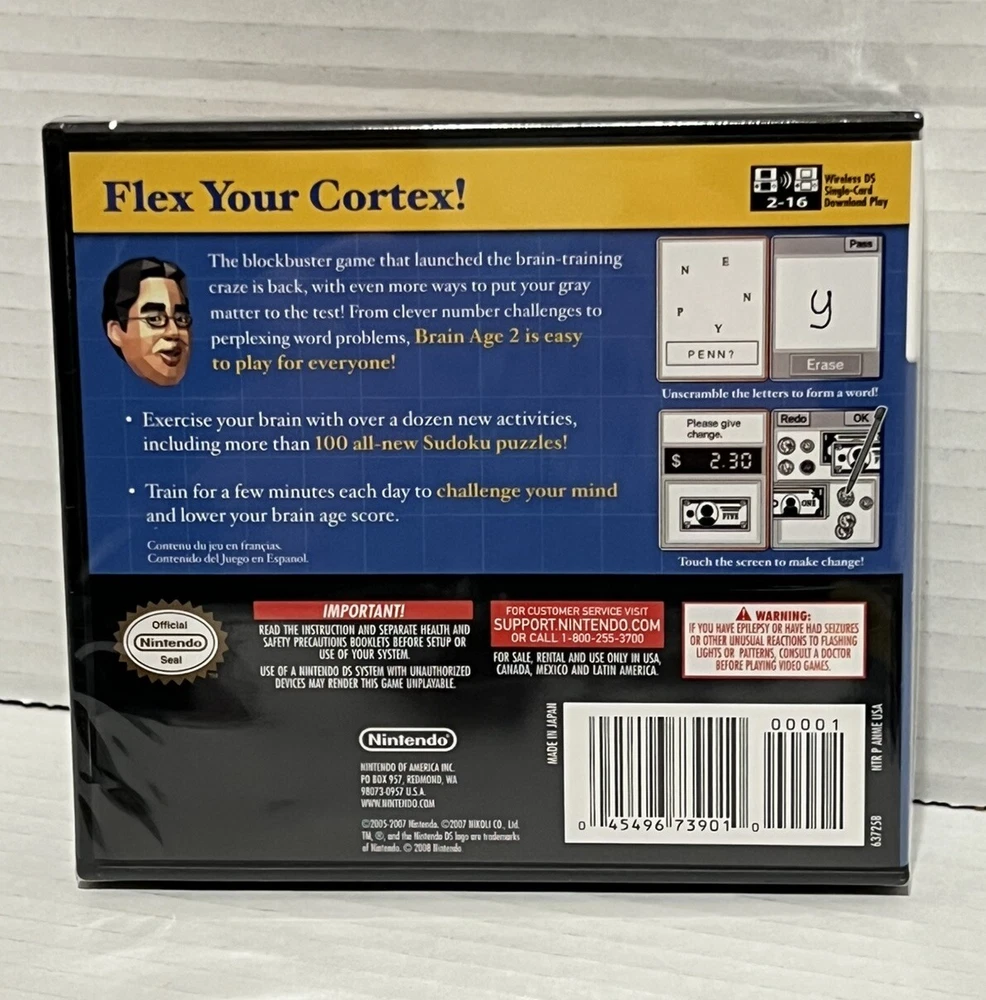 Flex Your Cortex!
2-16
Wireless DS
Single-Card
Download Play
The blockbuster game that launched the brain-training
craze is back, with even more ways to put your gray
matter to the test! From clever number challenges to
perplexing word problems, Brain Age 2 is easy
to play for everyone!
• Exercise your brain with over a dozen new activities,
including more than 100 all-new Sudoku puzzles!
• Train for a few minutes each day to challenge your mind
and lower your brain age score.
Contenu du jeu en français.
Contenido del Juego en Espanol.
N E
N
P
Y
PENN?
Pass
y
Erase
Unscramble the letters to form a word!
Please give
change.
$ 2.30
FIVE
Redo OK
ONE
Touch the screen to make change!
Official
Nintendo
Seal
IMPORTANT!
READ THE INSTRUCTION AND SEPARATE HEALTH AND
SAFETY PRECAUTIONS BOOKLETS BEFORE SETUP OR
USE OF YOUR SYSTEM.
USE OF A NINTENDO DS SYSTEM WITH UNAUTHORIZED
DEVICES MAY RENDER THIS GAME UNPLAYABLE.
FOR CUSTOMER SERVICE VISIT
SUPPORT.NINTENDO.COM
OR CALL 1-800-255-3700
FOR SALE, RENTAL AND USE ONLY IN USA,
CANADA, MEXICO AND LATIN AMERICA.
WARNING:
IF YOU HAVE EPILEPSY OR HAVE HAD SEIZURES
OR OTHER UNUSUAL REACTIONS TO FLASHING
LIGHTS OR PATTERNS, CONSULT A DOCTOR
BEFORE PLAYING VIDEO GAMES.
Nintendo
NINTENDO OF AMERICA INC.
PO BOX 957, REDMOND, WA
98073-0957 U.S.A.
WWW.NINTENDO.COM
©2005-2007 Nintendo. ©2007 NIKOLI CO., Ltd.
TM, ®, and the Nintendo DS logo are trademarks
of Nintendo. © 2008 Nintendo
MADE IN JAPAN
00001
0 45496 73901 0
NTR P ANME USA
63725B